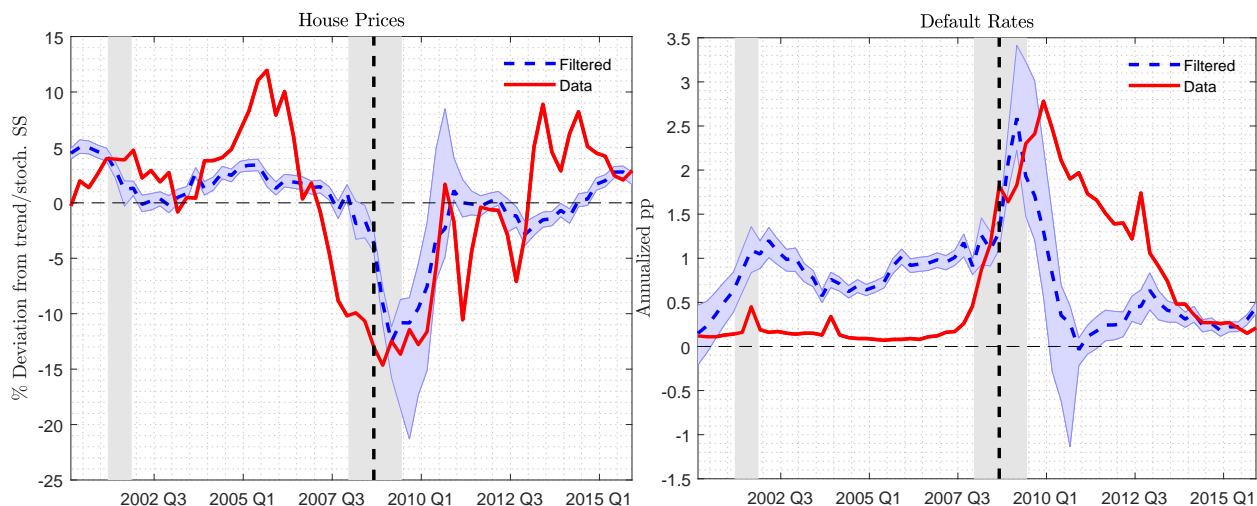 House Prices
% Deviation from trend/stoch. SS
15
10
5
0
-5
-10
-15
-20
-25
Filtered
Data
2002 Q3
2005 Q1
2007 Q3
2010 Q1
2012 Q3
2015 Q1
Default Rates
Annualized pp
3.5
3
2.5
2
1.5
1
0.5
0
-0.5
-1
-1.5
Filtered
Data
2002 Q3
2005 Q1
2007 Q3
2010 Q1
2012 Q3
2015 Q1